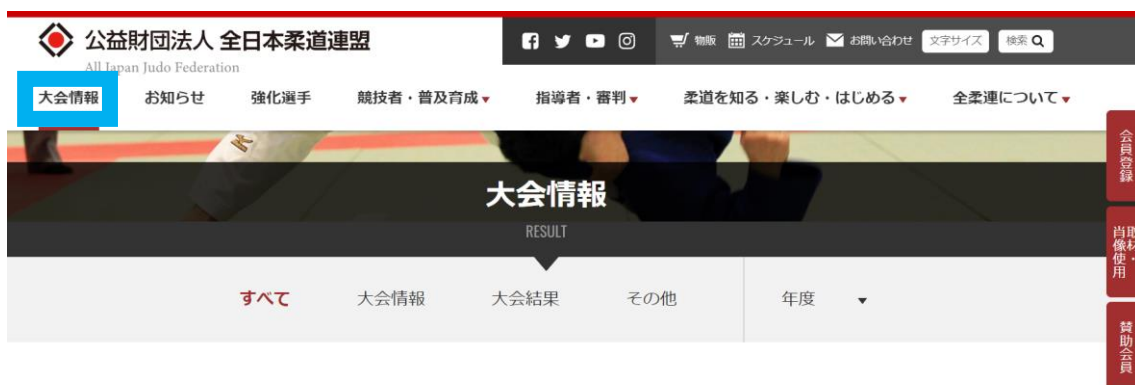 公益財団法人 全日本柔道連盟
All Japan Judo Federation
物販 スケジュール お問い合わせ 文字サイズ 検索
大会情報 お知らせ 強化選手 競技者・普及育成▼ 指導者・審判▼ 柔道を知る・楽しむ・はじめる▼ 全柔連について▼
大会情報
RESULT
すべて 大会情報 大会結果 その他 年度 ▼
会員登録
取材・
肖像使用
賛助会員